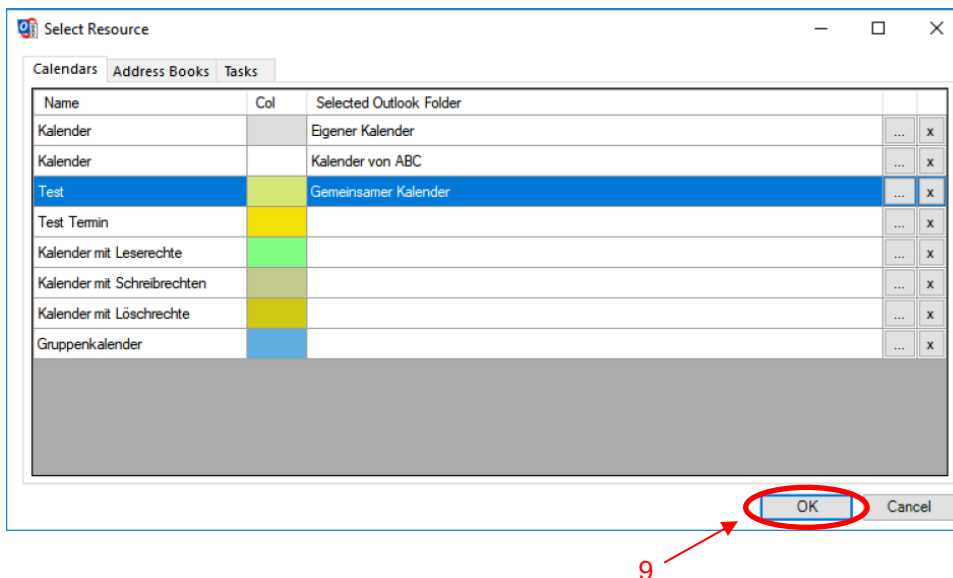 Select Resource
Calendars Address Books Tasks
Name Col Selected Outlook Folder
Kalender Eigener Kalender ... x
Kalender Kalender von ABC ... x
Test Gemeinsamer Kalender ... x
Test Termin ... x
Kalender mit Leserechte ... x
Kalender mit Schreibrechten ... x
Kalender mit Löschrechte ... x
Gruppenkalender ... x
OK Cancel
9